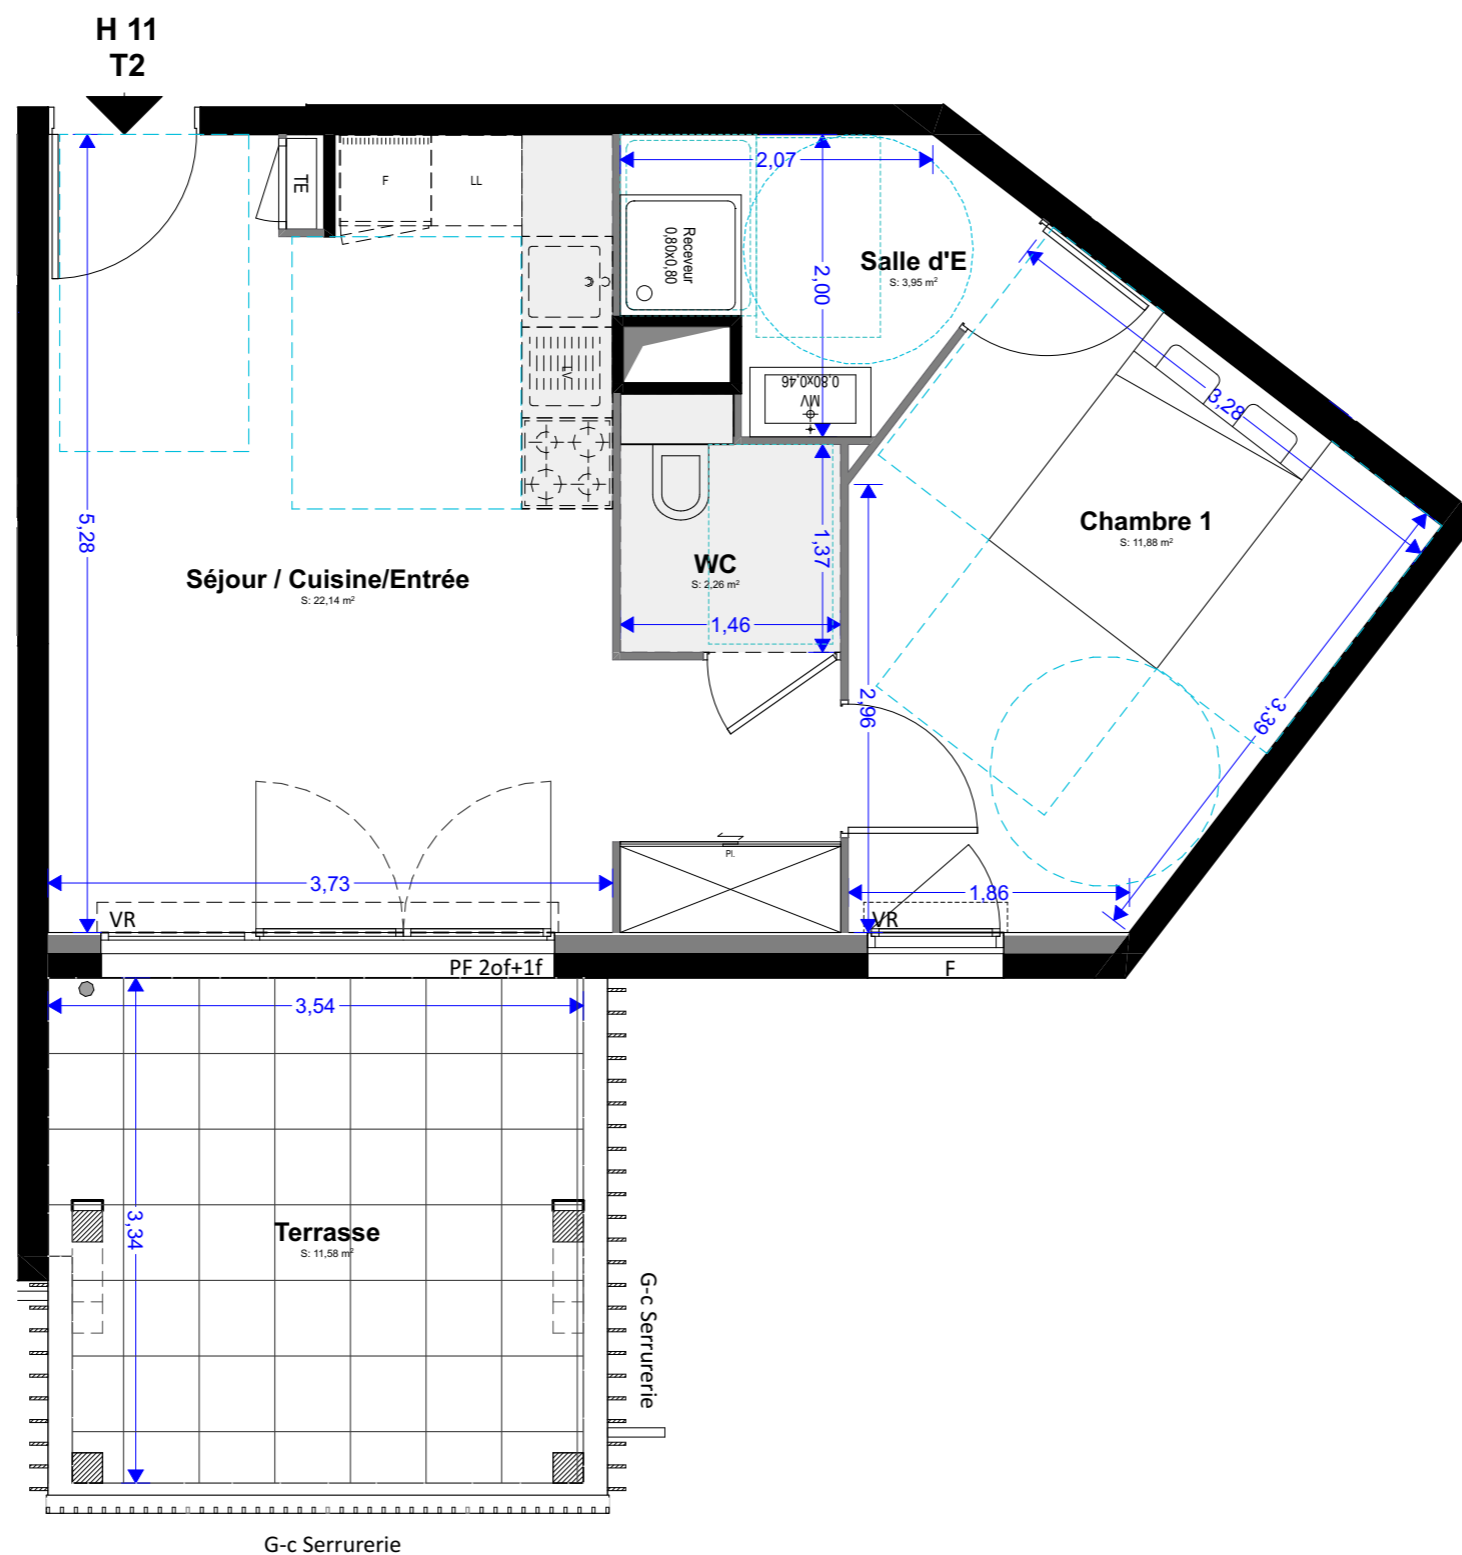 H 11
T2
TE
F
LL
2,07
Receveur
0,80x0,80
2,00
Salle d'E
S: 3,95 m²
LV
0,80x0,46
MV
3,28
5,28
Séjour / Cuisine/Entrée
S: 22,14 m²
WC
S: 2,26 m²
1,37
1,46
Chambre 1
S: 11,88 m²
2,96
3,39
Pl.
3,73
1,86
VR
VR
PF 2of+1f
F
3,54
3,34
Terrasse
S: 11,58 m²
G-c Serrurerie
G-c Serrurerie